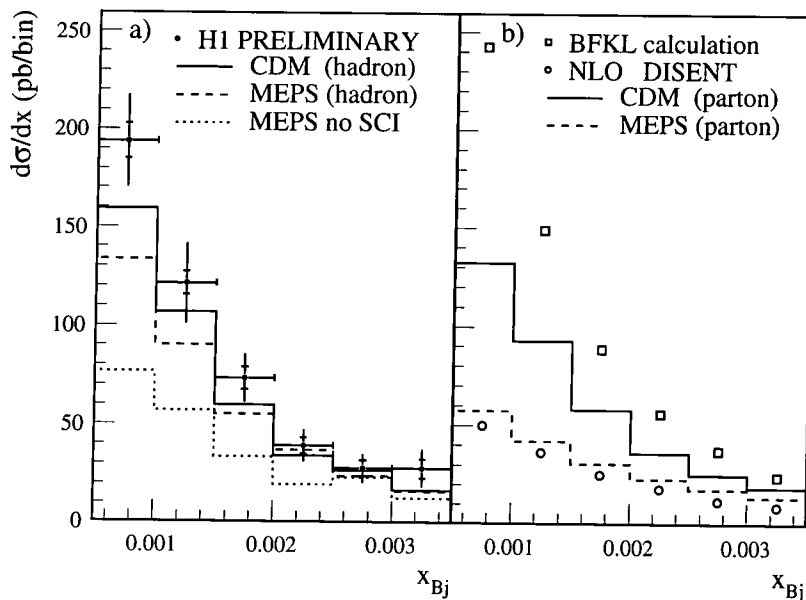 a)
H1 PRELIMINARY
CDM (hadron)
MEPS (hadron)
MEPS no SCI
b)
BFKL calculation
NLO DISENT
CDM (parton)
MEPS (parton)
dσ/dx (pb/bin)
250
200
150
100
50
0
0.001 0.002 0.003
x_Bj
0.001 0.002 0.003
x_Bj